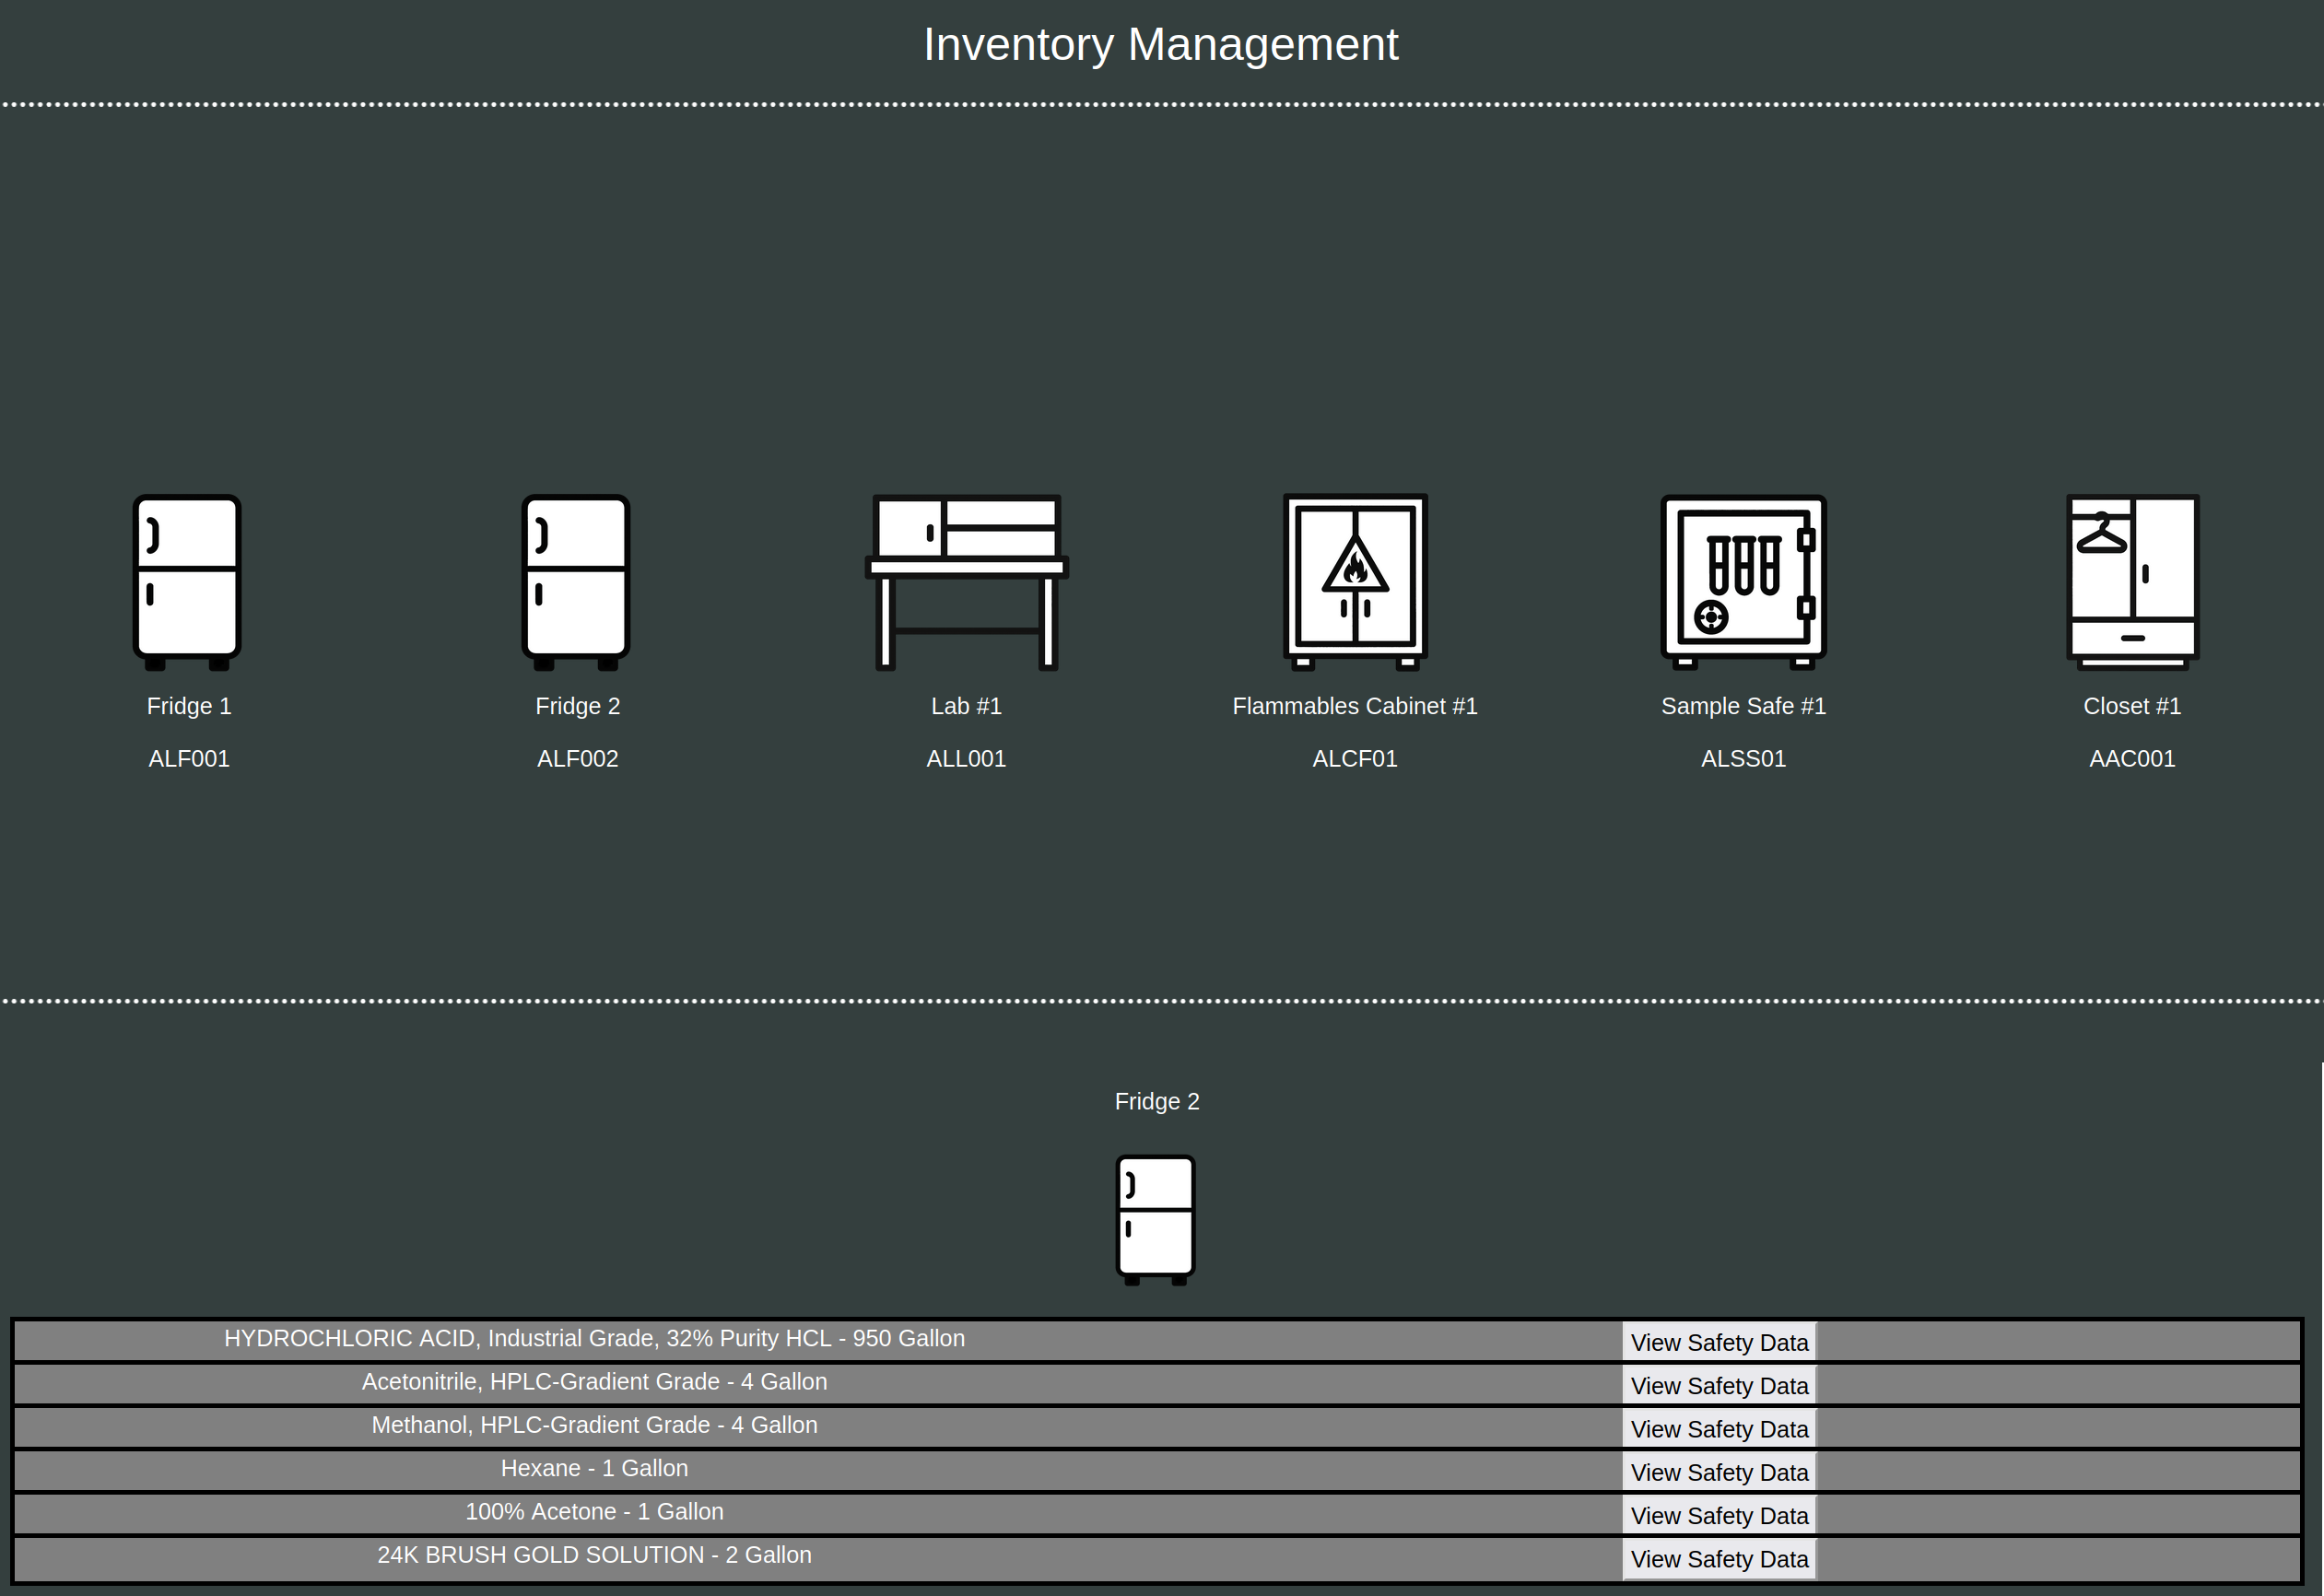 Inventory Management
Fridge 1
Fridge 2
Lab #1
Flammables Cabinet #1
Sample Safe #1
Closet #1
ALF001
ALF002
ALL001
ALCF01
ALSS01
AAC001
Fridge 2
HYDROCHLORIC ACID, Industrial Grade, 32% Purity HCL - 950 Gallon
View Safety Data
Acetonitrile, HPLC-Gradient Grade - 4 Gallon
View Safety Data
Methanol, HPLC-Gradient Grade - 4 Gallon
View Safety Data
Hexane - 1 Gallon
View Safety Data
100% Acetone - 1 Gallon
View Safety Data
24K BRUSH GOLD SOLUTION - 2 Gallon
View Safety Data